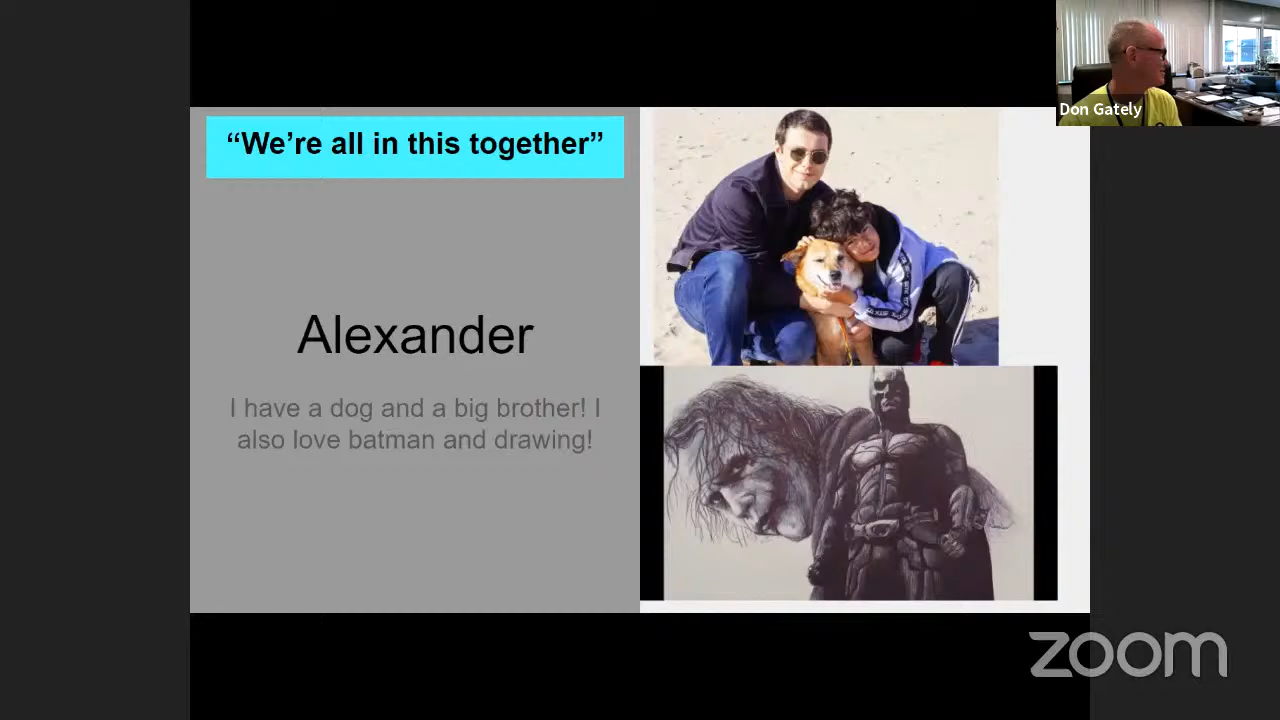 “We’re all in this together”
Don Gately
Alexander
I have a dog and a big brother! I
also love batman and drawing!
zoom